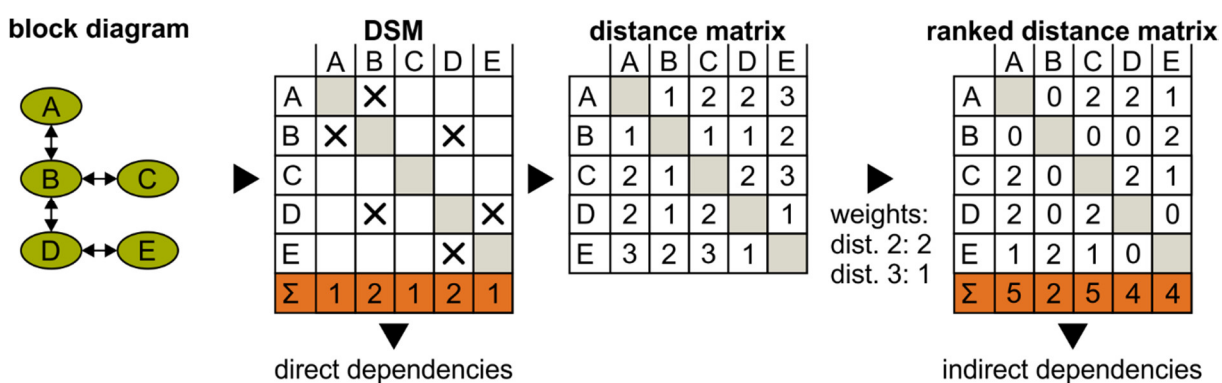 block diagram
A
B C
D E
DSM
A B C D E
A ✕
B ✕ ✕
C
D ✕ ✕
E ✕
Σ 1 2 1 2 1
direct dependencies
distance matrix
A B C D E
A 1 2 2 3
B 1 1 1 2
C 2 1 2 3
D 2 1 2 1
E 3 2 3 1
weights:
dist. 2: 2
dist. 3: 1
ranked distance matrix
A B C D E
A 0 2 2 1
B 0 0 0 2
C 2 0 2 1
D 2 0 2 0
E 1 2 1 0
Σ 5 2 5 4 4
indirect dependencies